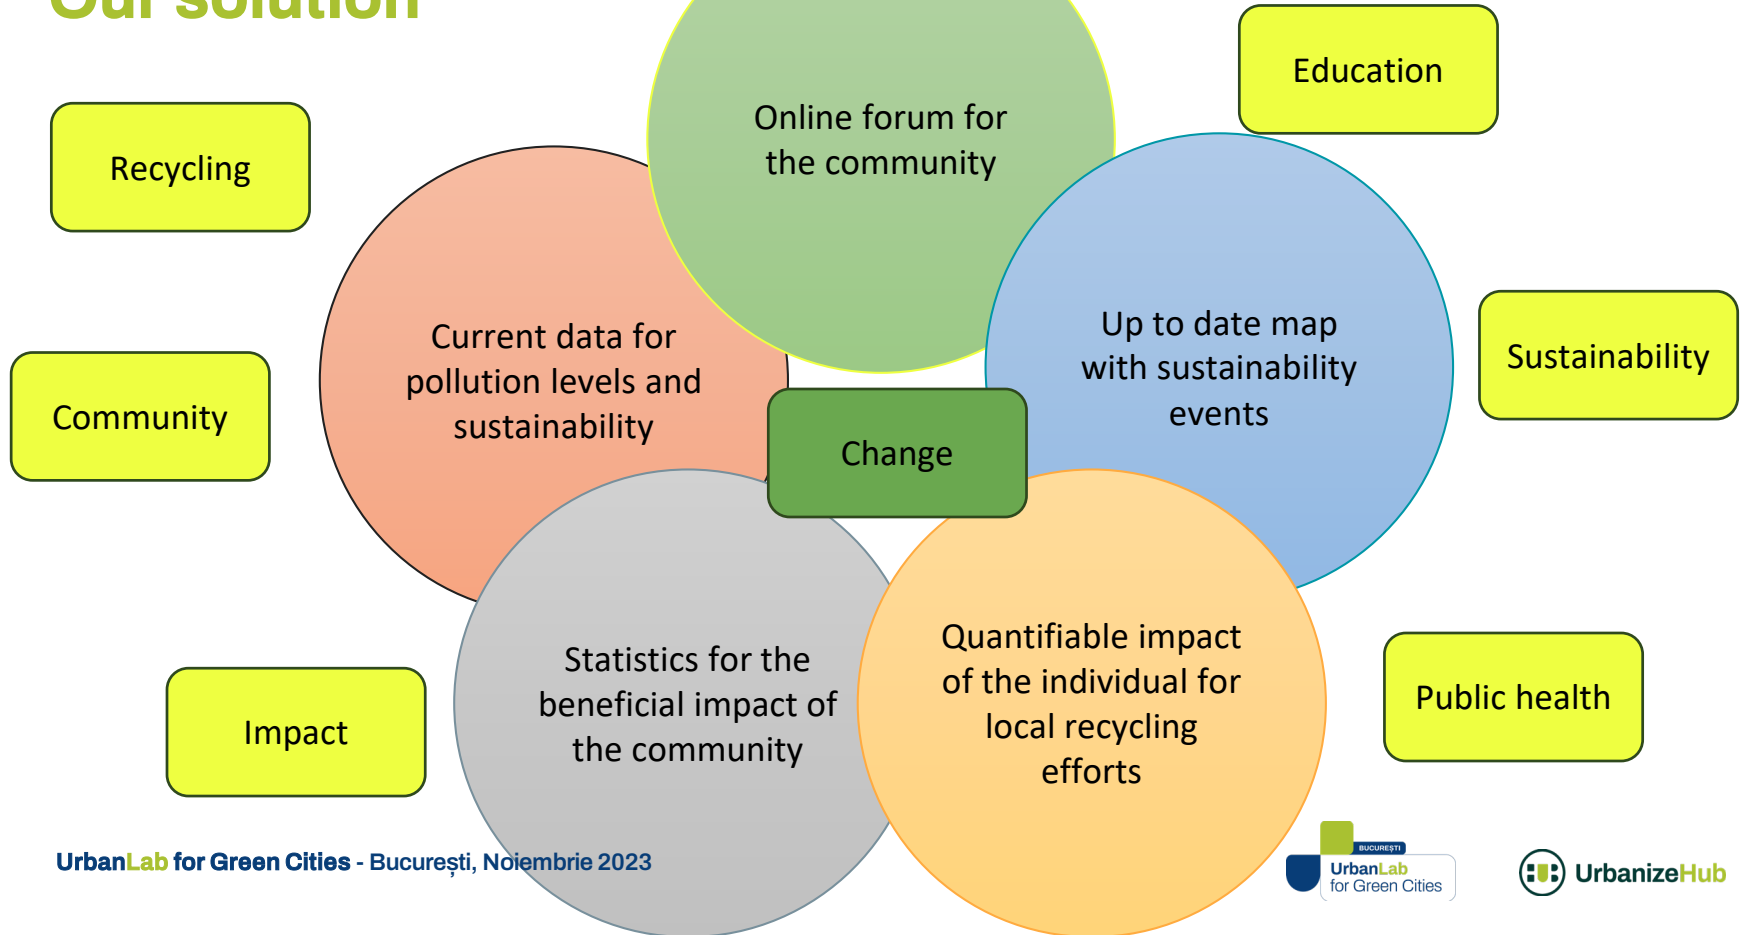 Our solution
Education
Online forum for
the community
Recycling
Current data for
pollution levels and
sustainability
Up to date map
with sustainability
events
Sustainability
Community
Change
Statistics for the
beneficial impact of
the community
Quantifiable impact
of the individual for
local recycling
efforts
Public health
Impact
UrbanLab for Green Cities - București, Noiembrie 2023
BUCUREȘTI
UrbanLab
for Green Cities
UrbanizeHub